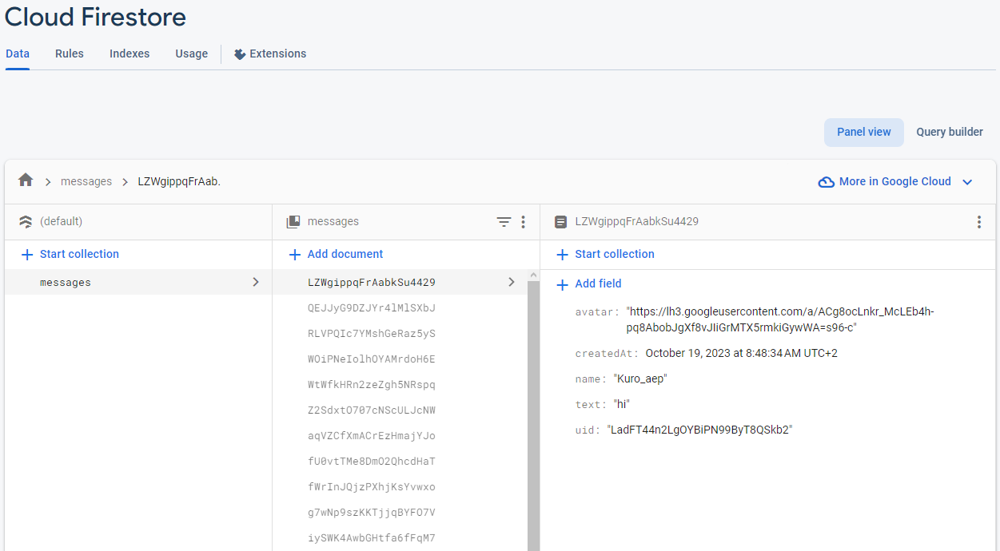 Cloud Firestore
Data Rules Indexes Usage Extensions
Panel view Query builder
messages LZWgippqFrAab.
More in Google Cloud
(default)
Start collection
messages
messages
Add document
LZWgippqFrAabkSu4429
QEJJyG9DZJYr4lMlSXbJ
RLVPQIc7YMshGeRaz5yS
WOiPNeIolhOYAMrdoH6E
WtWfkHRn2zeZgh5NRspq
Z2SdxtO707cNScULJcNW
aqVZCfXmACrEzHmajYJo
fU0vtTMe8DmO2QhcdHaT
fWrInJQjzPXhjKsYvwxo
g7wNp9szKKTjjqBYFO7V
iySWK4AwbGHtfa6fFqM7
LZWgippqFrAabkSu4429
Start collection
Add field
avatar: "https://lh3.googleusercontent.com/a/ACg8ocLnkr_McLEb4h-
pq8AbobJgXf8vJIiGrMTX5rmkiGywWA=s96-c"
createdAt: October 19, 2023 at 8:48:34 AM UTC+2
name: "Kuro_aep"
text: "hi"
uid: "LadFT44n2LgOYBiPN99ByT8QSkb2"